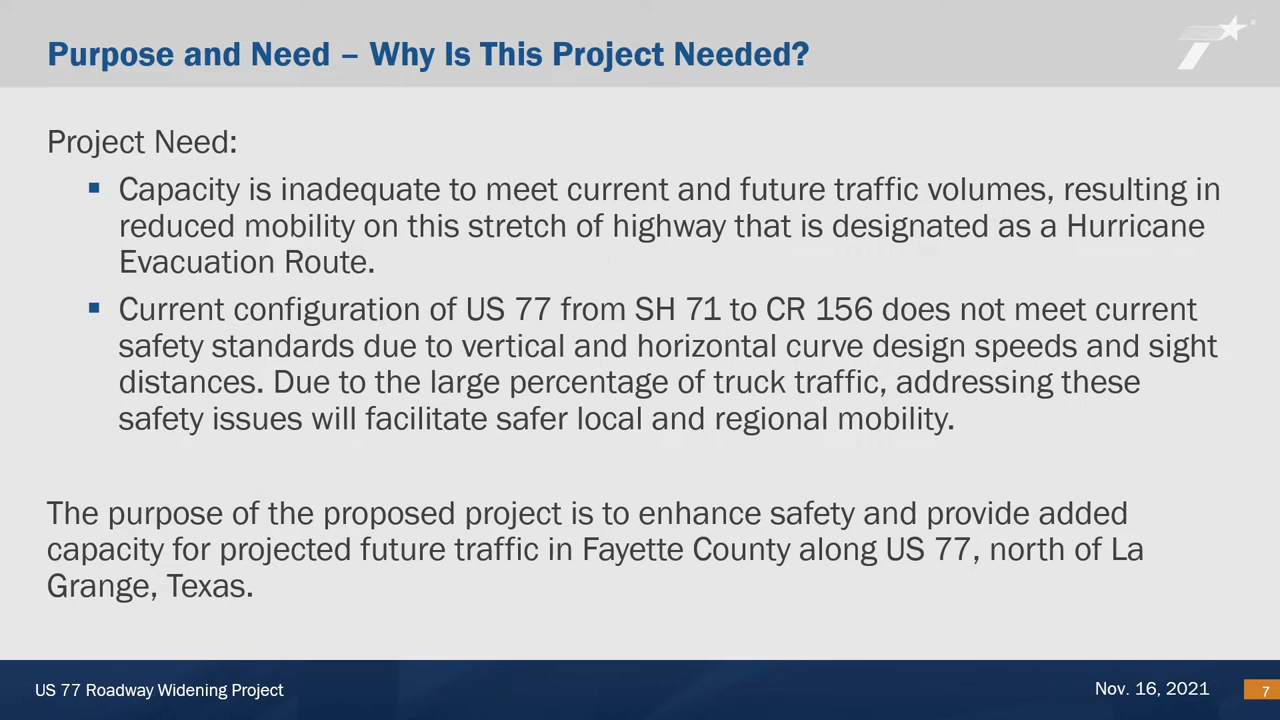 Purpose and Need – Why Is This Project Needed?
Project Need:
▪ Capacity is inadequate to meet current and future traffic volumes, resulting in
reduced mobility on this stretch of highway that is designated as a Hurricane
Evacuation Route.
▪ Current configuration of US 77 from SH 71 to CR 156 does not meet current
safety standards due to vertical and horizontal curve design speeds and sight
distances. Due to the large percentage of truck traffic, addressing these
safety issues will facilitate safer local and regional mobility.
The purpose of the proposed project is to enhance safety and provide added
capacity for projected future traffic in Fayette County along US 77, north of La
Grange, Texas.
US 77 Roadway Widening Project
Nov. 16, 2021
7